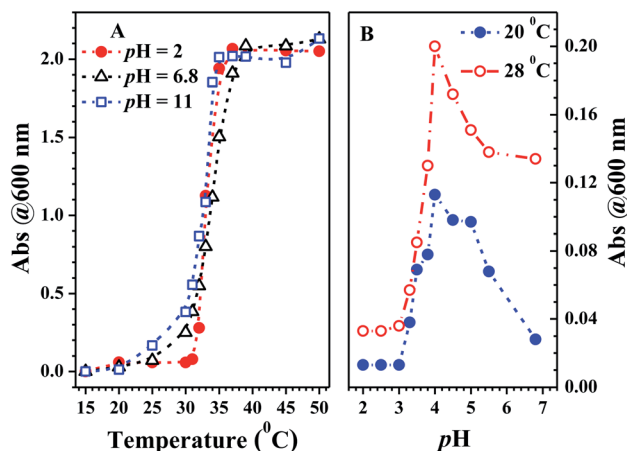 A
pH = 2
pH = 6.8
pH = 11
2.0
1.5
1.0
0.5
0.0
Abs @600 nm
15 20 25 30 35 40 45 50
Temperature (⁰C)
B
20 ⁰C
28 ⁰C
0.20
0.16
0.12
0.08
0.04
0.00
Abs @600 nm
2 3 4 5 6 7
pH